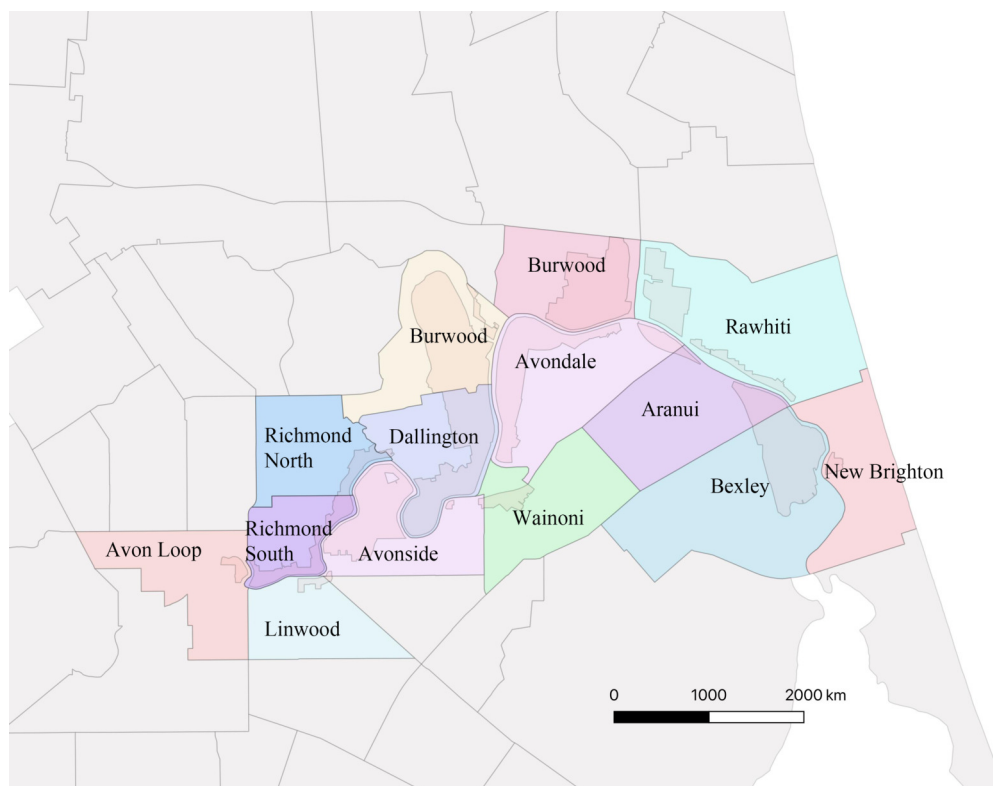 Burwood
Rawhiti
Burwood
Avondale
Aranui
Richmond
North
Dallington
New Brighton
Bexley
Wainoni
Richmond
South
Avon Loop
Avonside
Linwood
0 1000 2000 km